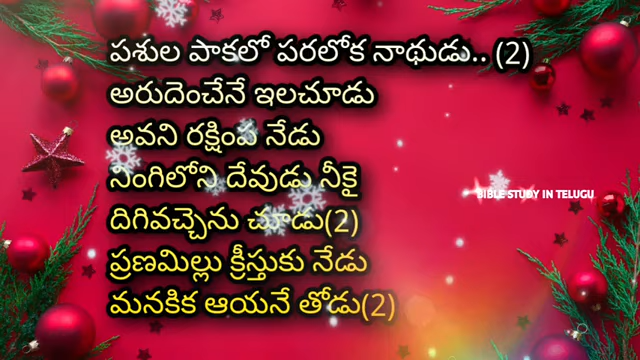 పశుల పాకలో పరలోక నాథుడు.. (2)
అరుదెంచేనే ఇలచూడు
అవని రక్షింప నేడు
నింగిలోని దేవుడు నీకై
దిగివచ్చెను చూడు(2)
ప్రణమిల్లు క్రీస్తుకు నేడు
మనకిక ఆయనే తోడు(2)
BIBLE STUDY IN TELUGU